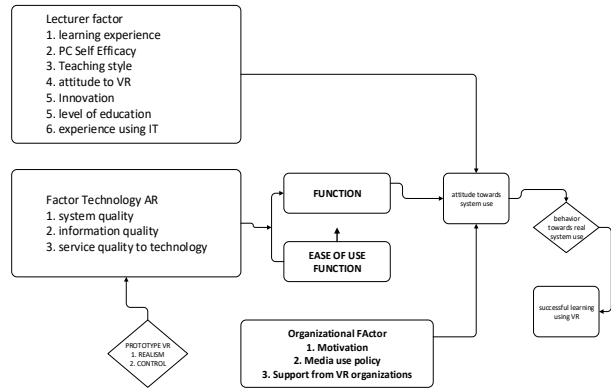 Lecturer factor
1. learning experience
2. PC Self Efficacy
3. Teaching style
4. attitude to VR
5. Innovation
5. level of education
6. experience using IT
Factor Technology AR
1. system quality
2. information quality
3. service quality to technology
FUNCTION
EASE OF USE
FUNCTION
attitude towards
system use
behavior
towards real
system use
successful learning
using VR
PROTOTYPE VR
1. REALISM
2. CONTROL
Organizational FActor
1. Motivation
2. Media use policy
3. Support from VR organizations